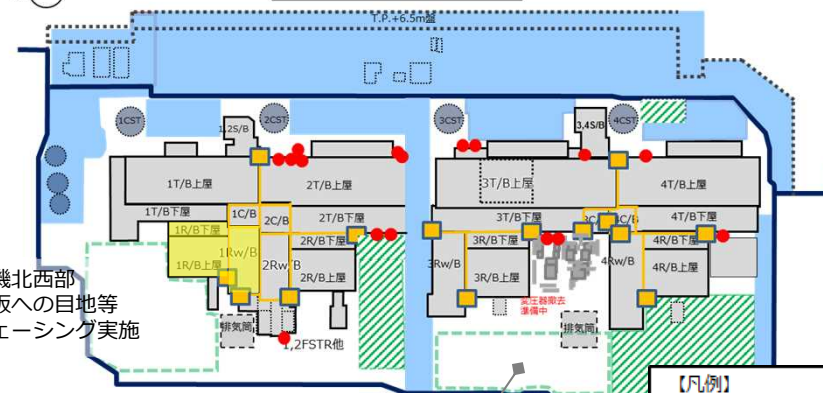 T.P.+6.5m盤
1CST
2CST
3CST
4CST
1,2S/B
3,4S/B
1T/B上屋
2T/B上屋
3T/B上屋
4T/B上屋
1T/B下屋
2T/B下屋
3T/B下屋
4T/B下屋
1C/B
2C/B
1R/B下屋
2R/B下屋
3R/B下屋
4R/B下屋
1Rw/B
2Rw/B
3Rw/B
4Rw/B
1R/B上屋
2R/B上屋
3R/B上屋
4R/B上屋
機北西部
版への目地等
ェーシング実施
変圧器撤去
準備中
排気筒
排気筒
1,2FSTR他
【凡例】